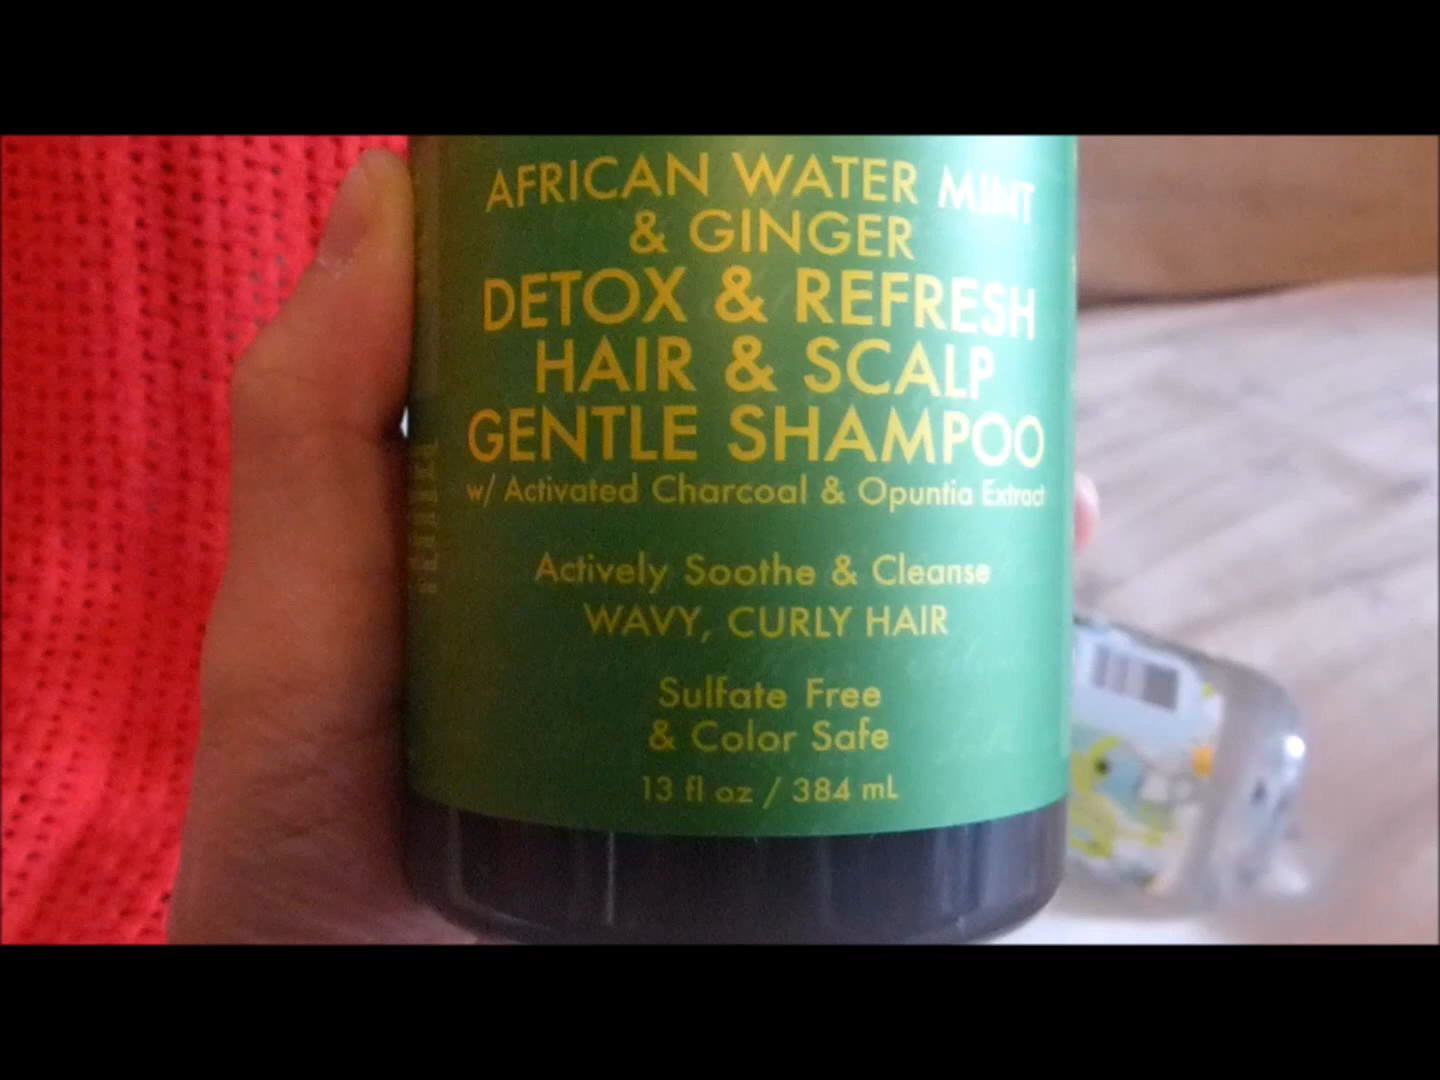 AFRICAN WATER MINT
& GINGER
DETOX & REFRESH
HAIR & SCALP
GENTLE SHAMPOO
w/ Activated Charcoal & Opuntia Extract
Actively Soothe & Cleanse
WAVY, CURLY HAIR
Sulfate Free
& Color Safe
13 fl oz / 384 mL